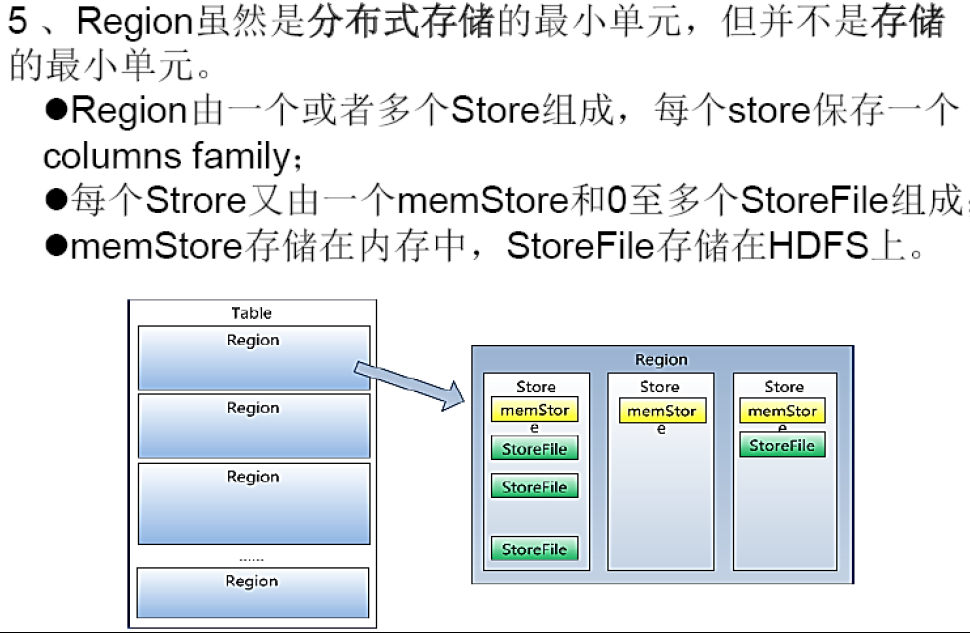 5 、Region虽然是分布式存储的最小单元，但并不是存储
的最小单元。
●Region由一个或者多个Store组成，每个store保存一个
columns family；
●每个Strore又由一个memStore和0至多个StoreFile组成；
●memStore存储在内存中，StoreFile存储在HDFS上。
Table
Region
Region
Region
......
Region
Region
Store
memStor
e
StoreFile
StoreFile
StoreFile
Store
memStor
e
Store
memStor
e
StoreFile